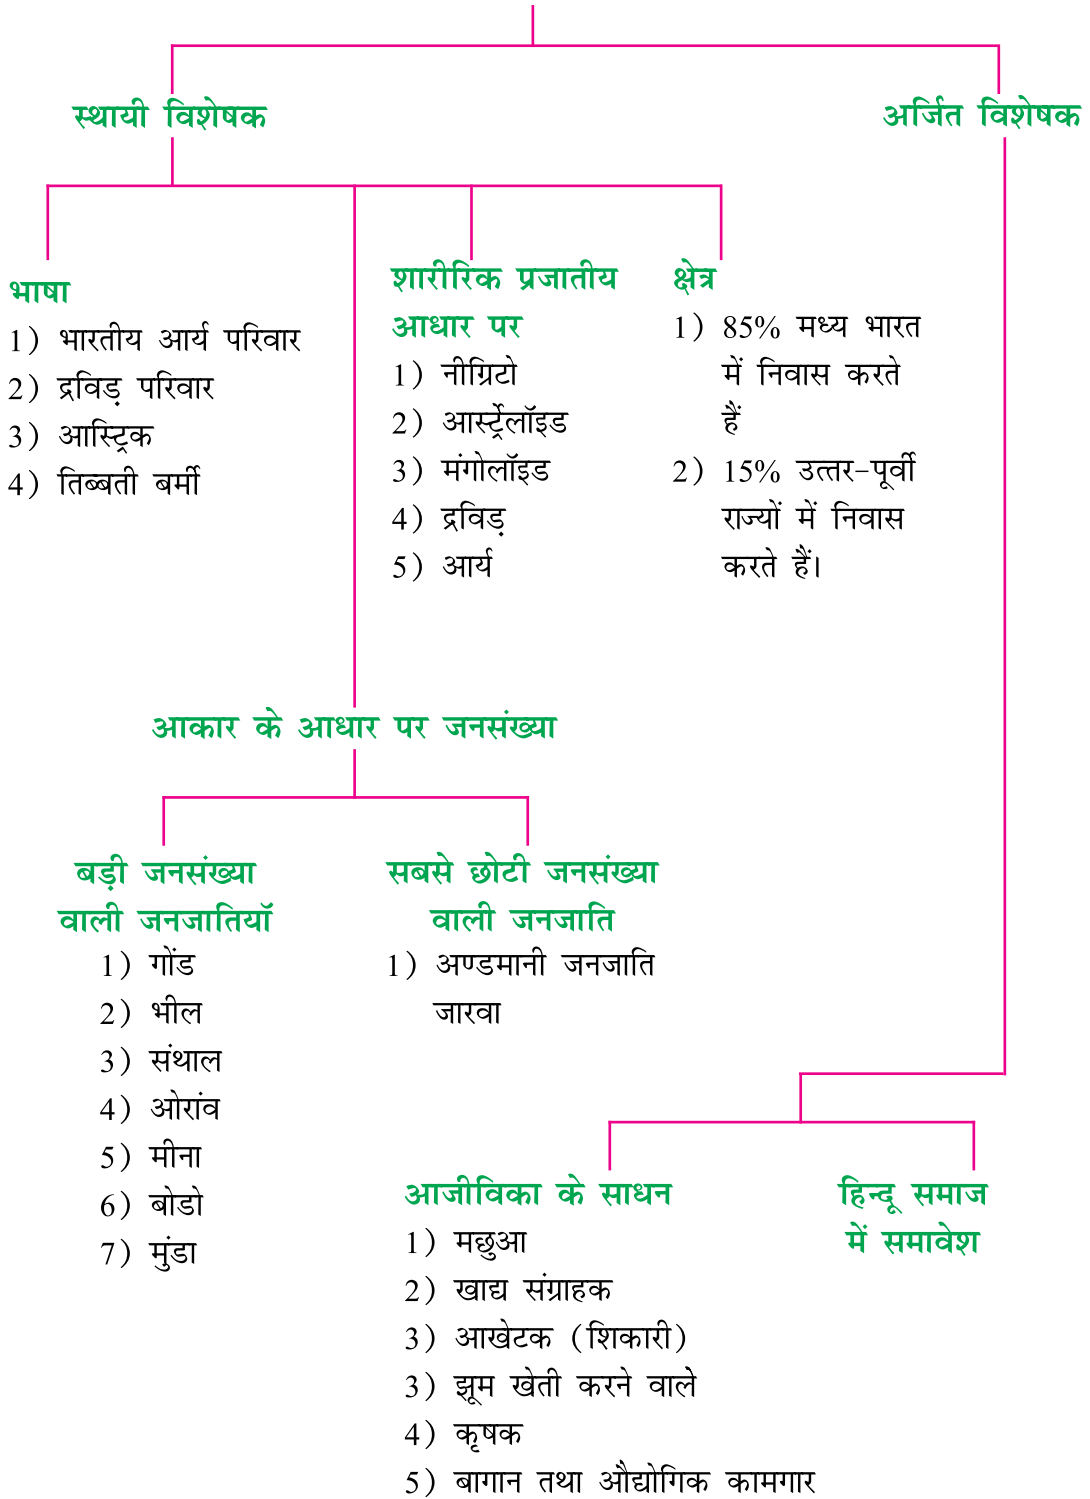 स्थायी विशेषक
अर्जित विशेषक
भाषा
1) भारतीय आर्य परिवार
2) द्रविड़ परिवार
3) आस्ट्रिक
4) तिब्बती बर्मी
शारीरिक प्रजातीय
आधार पर
1) नीग्रिटो
2) आर्स्ट्रेलॉइड
3) मंगोलॉइड
4) द्रविड़
5) आर्य
क्षेत्र
1) 85% मध्य भारत
में निवास करते
हैं
2) 15% उत्तर-पूर्वी
राज्यों में निवास
करते हैं।
आकार के आधार पर जनसंख्या
बड़ी जनसंख्या
वाली जनजातियॉ
1) गोंड
2) भील
3) संथाल
4) ओरांव
5) मीना
6) बोडो
7) मुंडा
सबसे छोटी जनसंख्या
वाली जनजाति
1) अण्डमानी जनजाति
जारवा
आजीविका के साधन
1) मछुआ
2) खाद्य संग्राहक
3) आखेटक (शिकारी)
3) झूम खेती करने वाले
4) कृषक
5) बागान तथा औद्योगिक कामगार
हिन्दू समाज
में समावेश